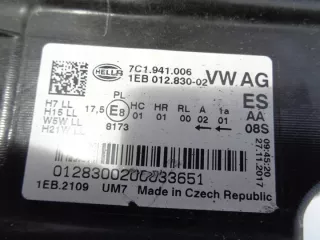 HELLA
7C1.941.006
1EB 012.830-02
VW AG
PL
ES
H7 LL
H15 LL
W5W LL
H21W LL
17,5
E8
HC HR RL A 1a
01 01 00 02 01
8173
AA
08S
09:45:20
27.11.2017
1EB.2109 UM7 Made in Czech Republic